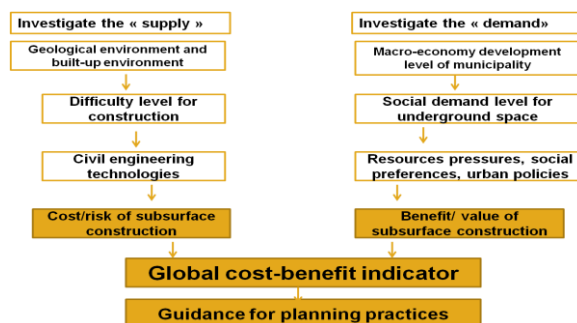 Investigate the « supply »
Geological environment and
built-up environment
Difficulty level for
construction
Civil engineering
technologies
Cost/risk of subsurface
construction
Investigate the « demand»
Macro-economy development
level of municipality
Social demand level for
underground space
Resources pressures, social
preferences, urban policies
Benefit/ value of
subsurface construction
Global cost-benefit indicator
Guidance for planning practices